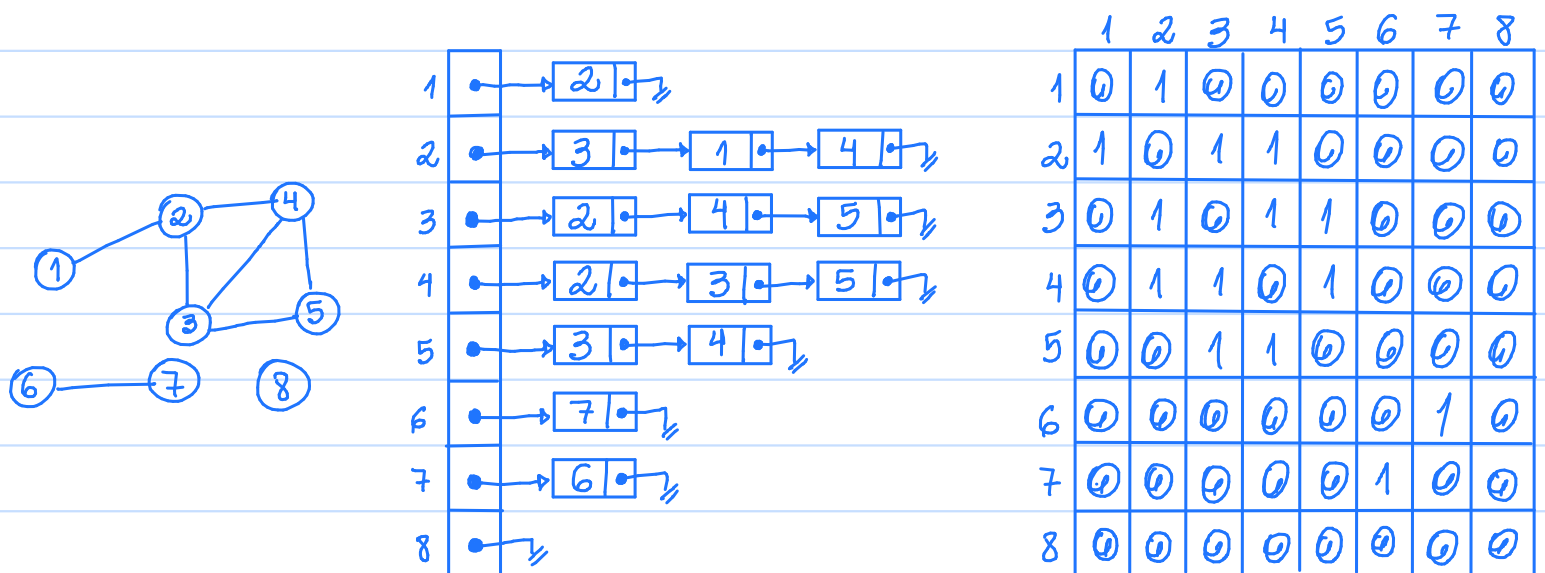 1 2 3 4 5 6 7 8
1 2 1 0 1 0 0 0 0 0 0
2 3 1 4 2 1 0 1 1 0 0 0 0
2 4 3 2 4 5 3 0 1 0 1 1 0 0 0
1 4 2 3 5 4 0 1 1 0 1 0 0 0
3 5 5 3 4 5 0 0 1 1 0 0 0 0
6 7 8 6 7 6 0 0 0 0 0 0 1 0
7 6 7 0 0 0 0 0 1 0 0
8 8 0 0 0 0 0 0 0 0